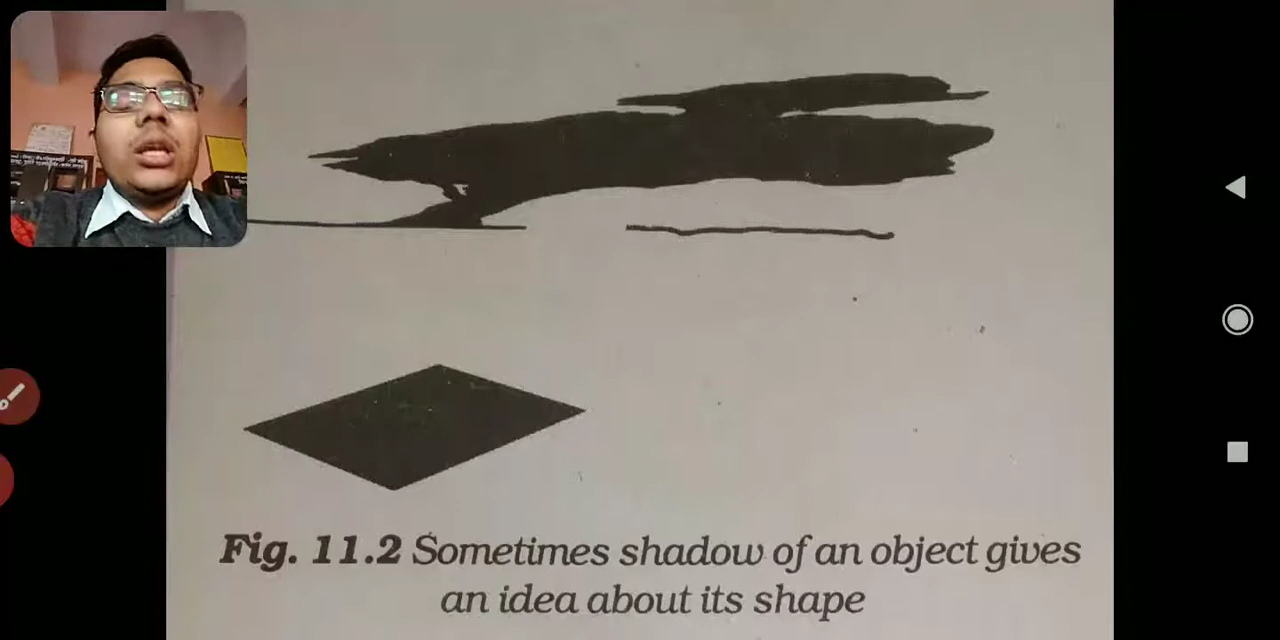 Fig. 11.2 Sometimes shadow of an object gives
an idea about its shape